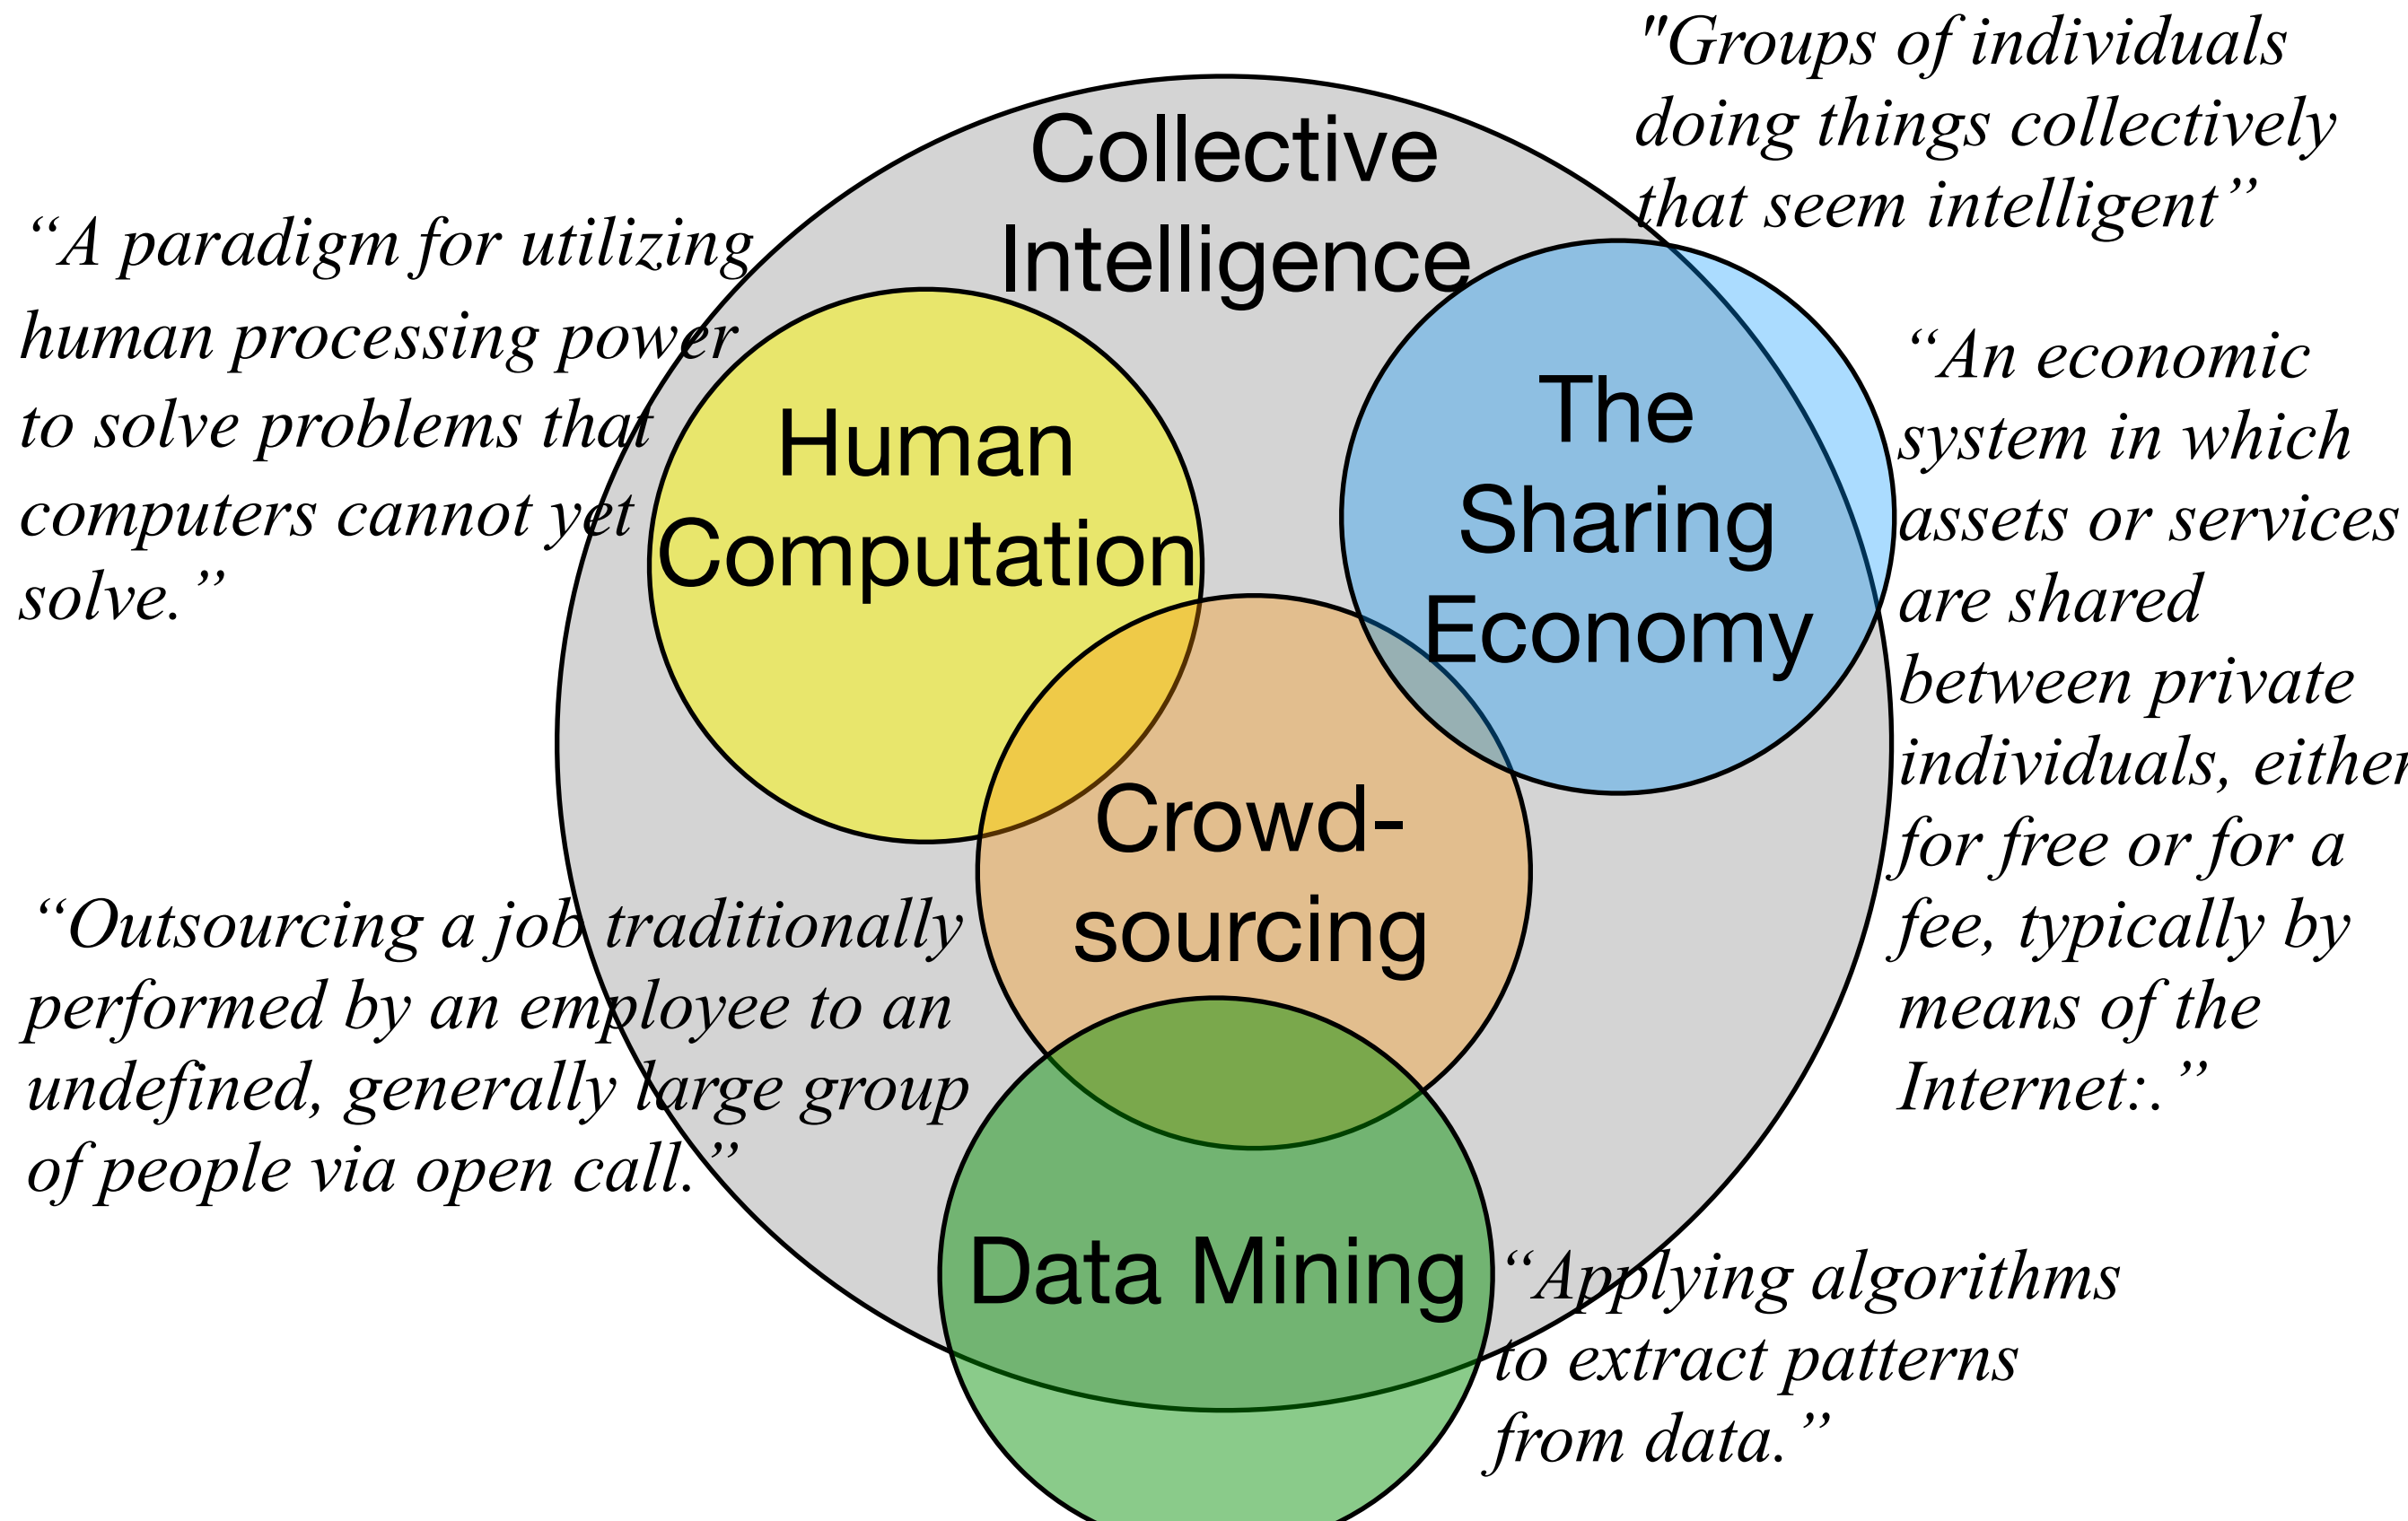 "Groups of individuals
doing things collectively
that seem intelligent”
Collective
Intelligence
“A paradigm for utilizing
human processing power
to solve problems that
computers cannot yet
solve.”
Human
Computation
The
Sharing
Economy
“An economic
system in which
assets or services
are shared
between private
individuals, either
for free or for a
fee, typically by
means of the
Internet:.”
Crowd-
sourcing
“Outsourcing a job traditionally
performed by an employee to an
undefined, generally large group
of people via open call.”
Data Mining
“Applying algorithms
to extract patterns
from data.”